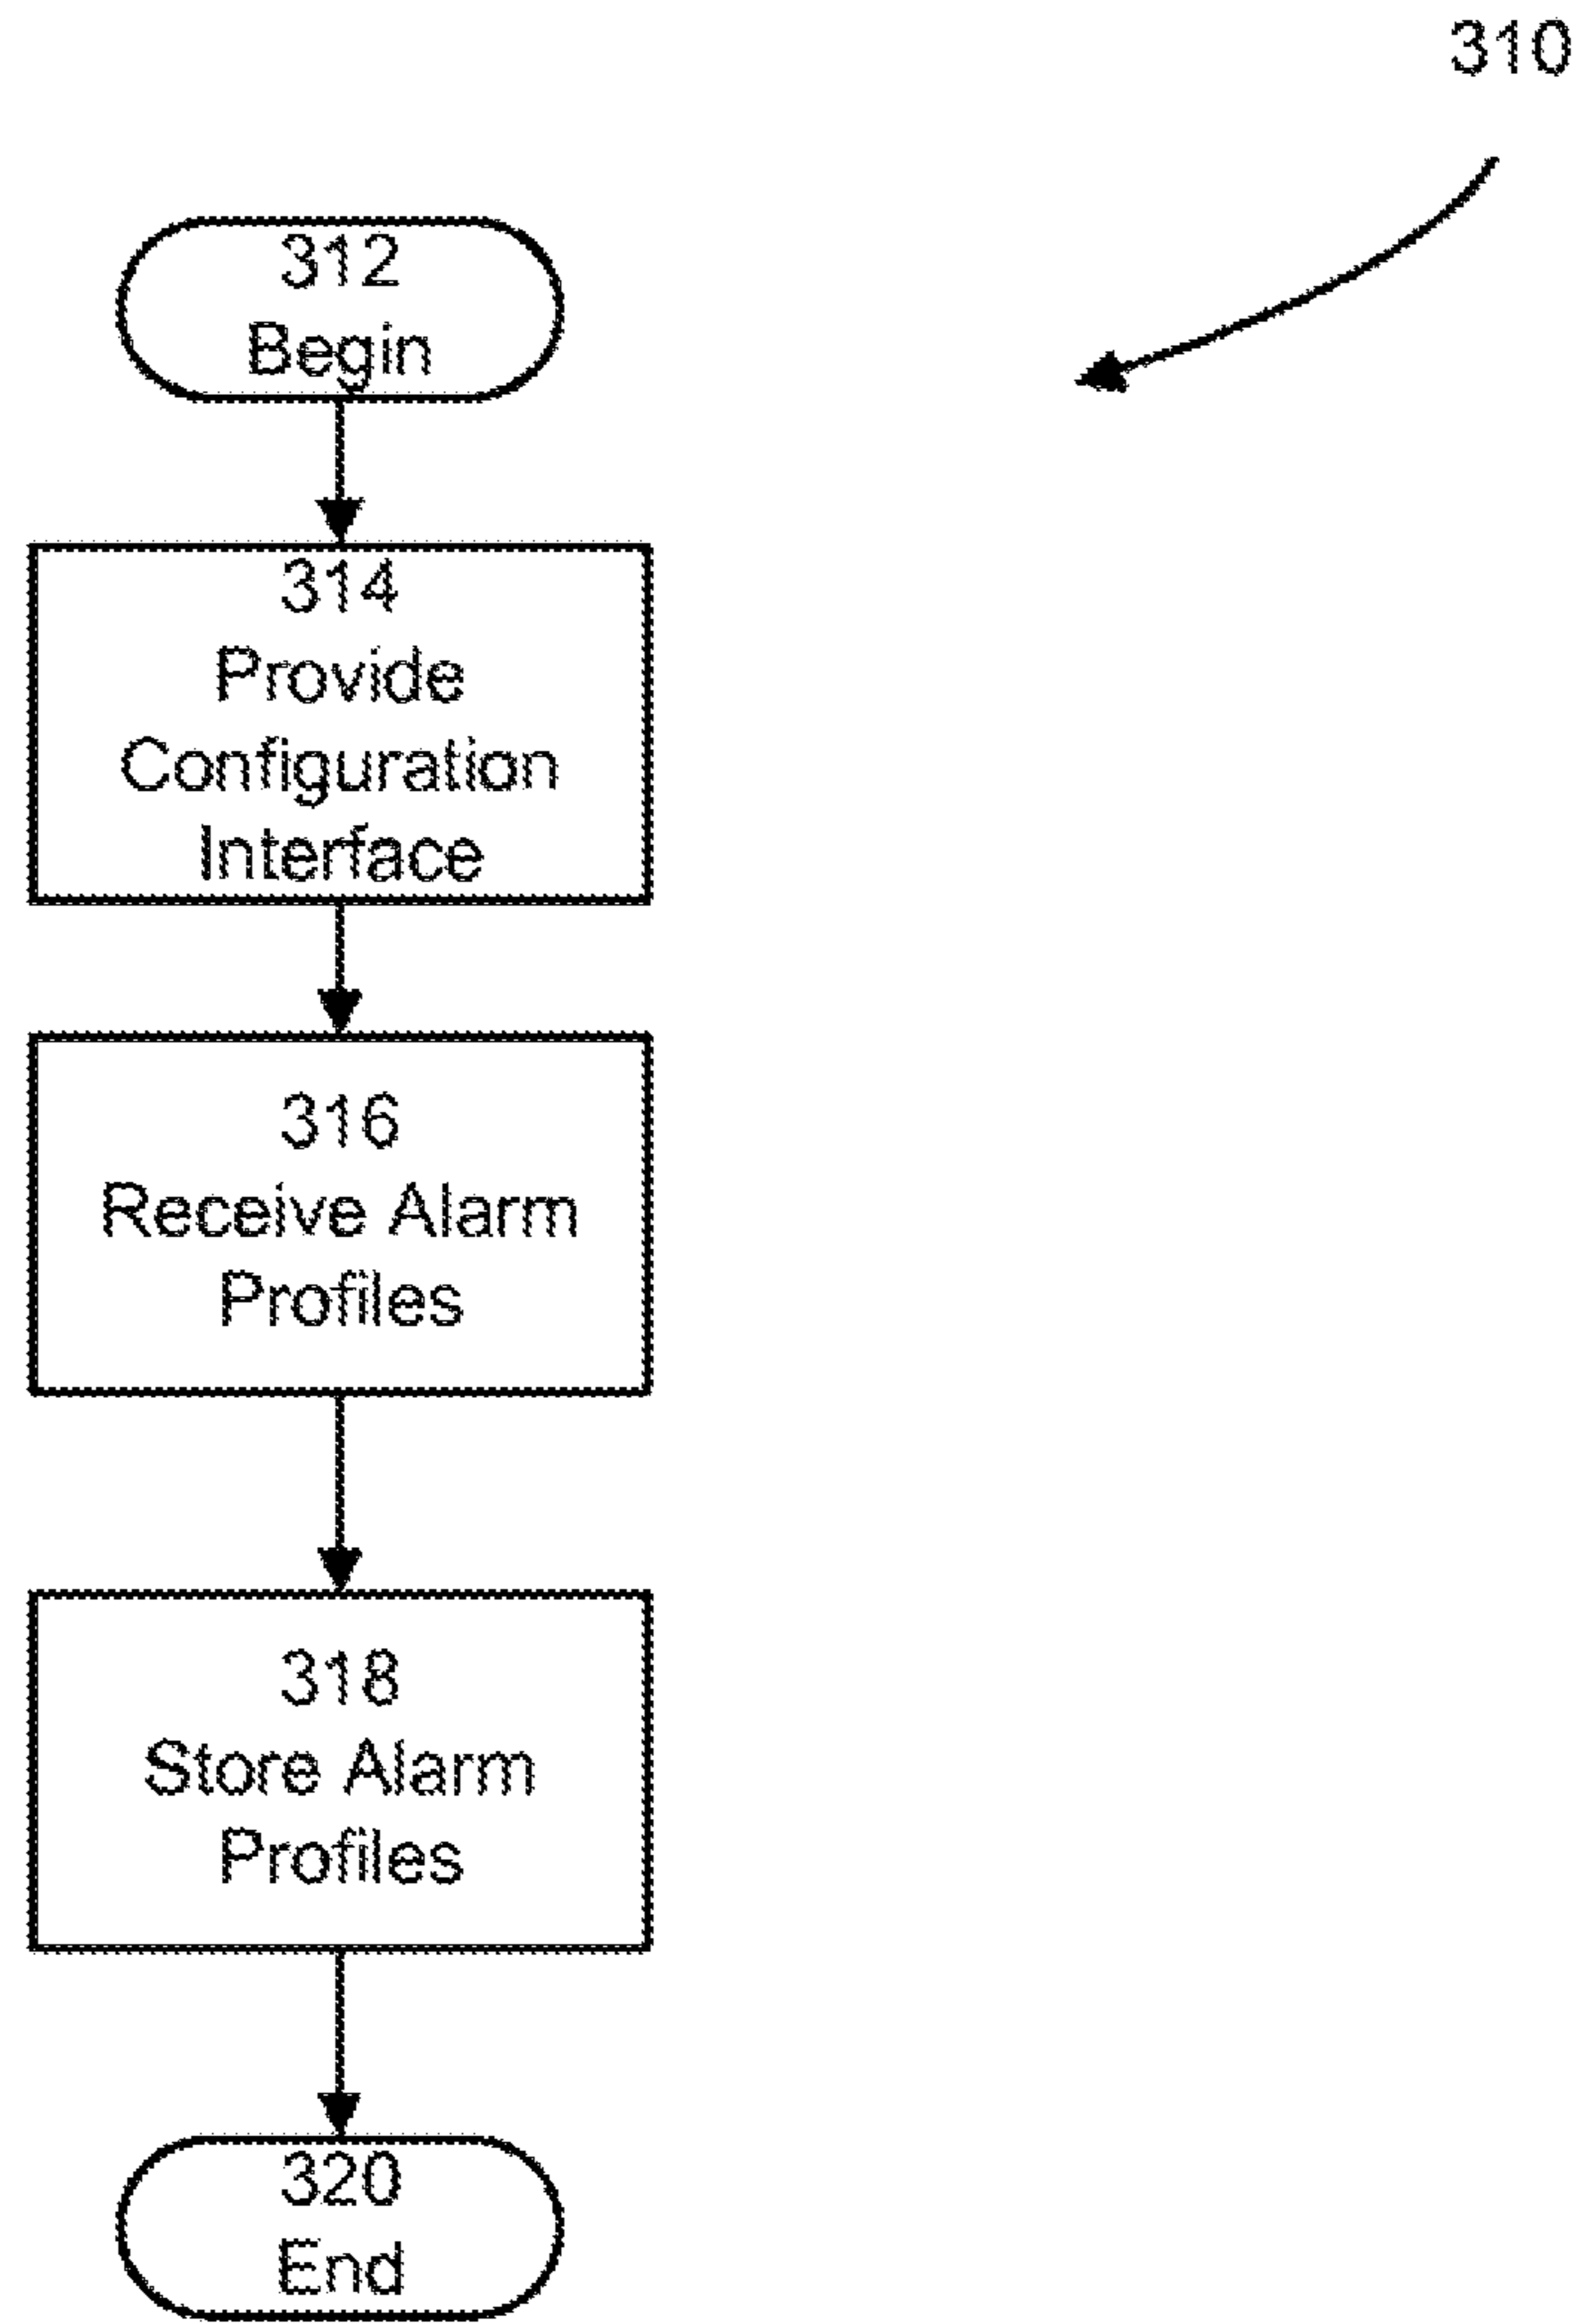 310
312
Begin
314
Provide
Configuration
Interface
316
Receive Alarm
Profiles
318
Store Alarm
Profiles
320
End